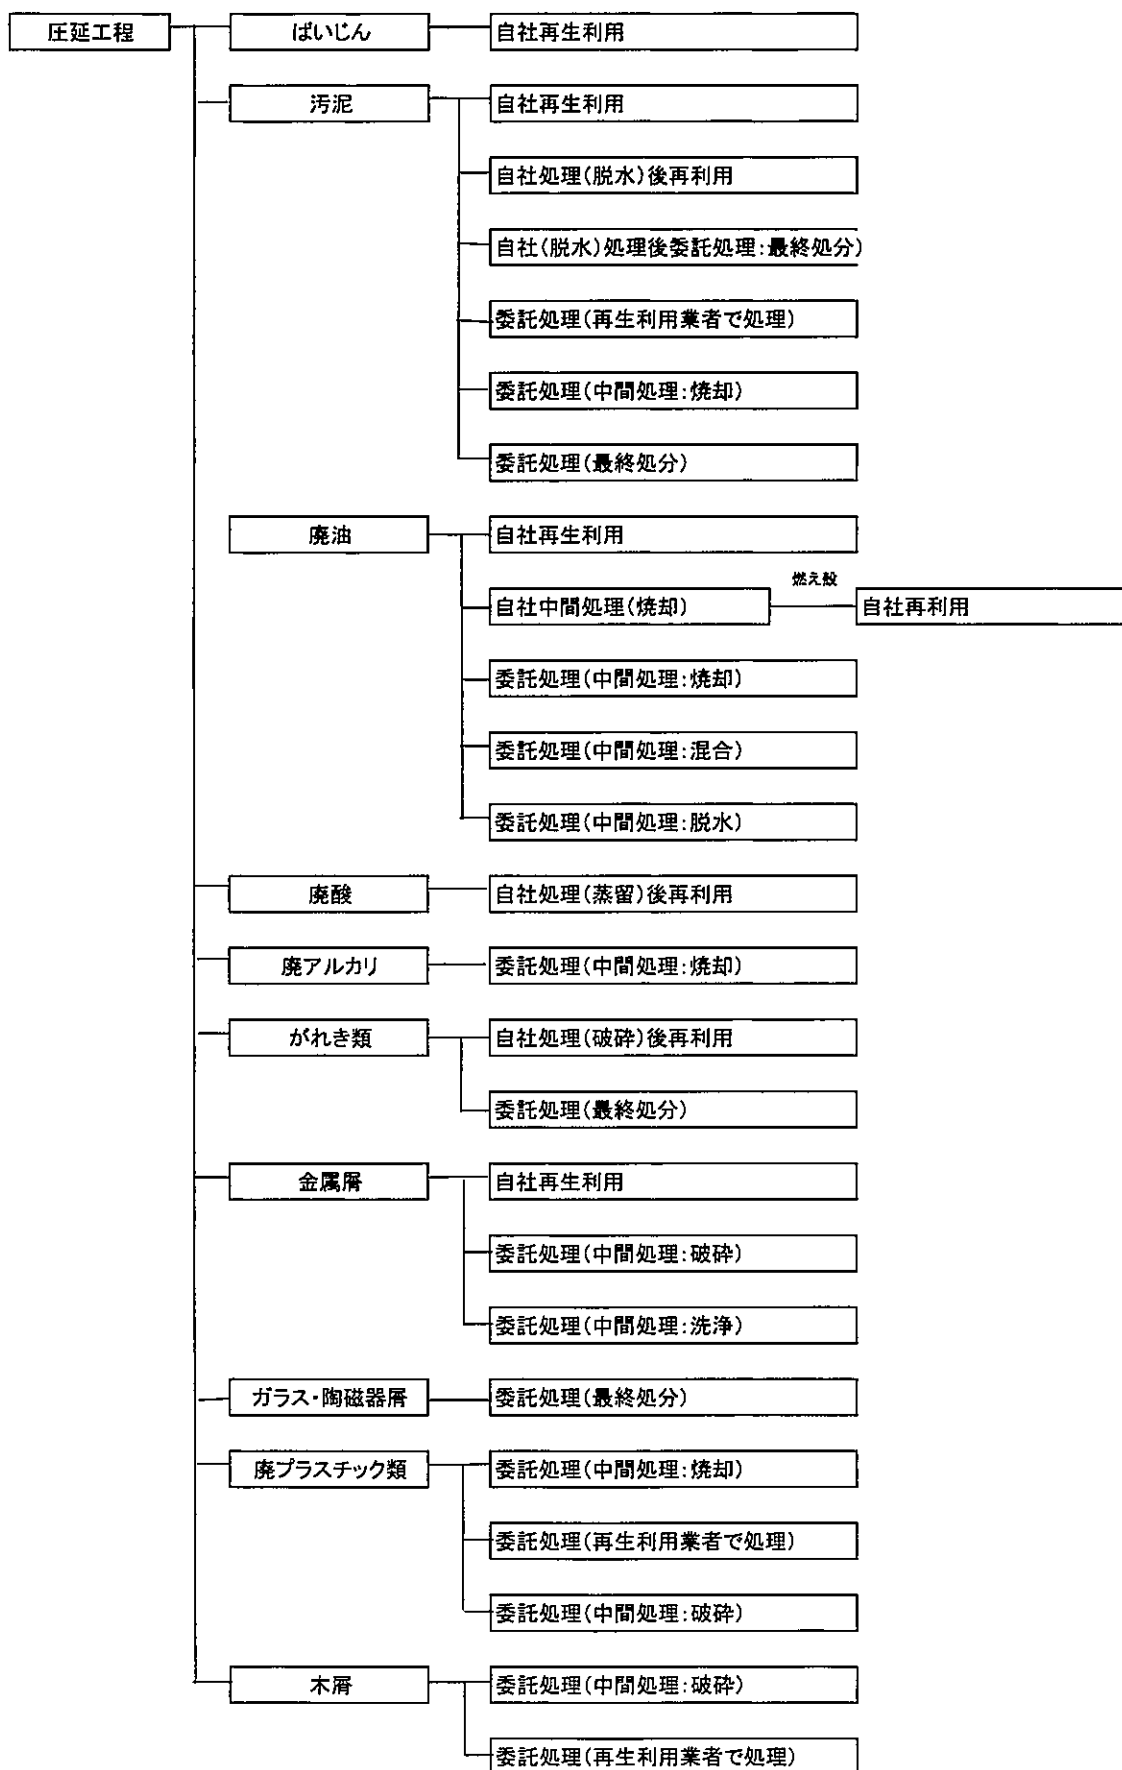 圧延工程 ばいじん 自社再生利用
汚泥 自社再生利用
自社処理(脱水)後再利用
自社(脱水)処理後委託処理:最終処分)
委託処理(再生利用業者で処理)
委託処理(中間処理:焼却)
委託処理(最終処分)
廃油 自社再生利用
燃え殻
自社中間処理(焼却) 自社再利用
委託処理(中間処理:焼却)
委託処理(中間処理:混合)
委託処理(中間処理:脱水)
廃酸 自社処理(蒸留)後再利用
廃アルカリ 委託処理(中間処理:焼却)
がれき類 自社処理(破砕)後再利用
委託処理(最終処分)
金属屑 自社再生利用
委託処理(中間処理:破砕)
委託処理(中間処理:洗浄)
ガラス・陶磁器屑 委託処理(最終処分)
廃プラスチック類 委託処理(中間処理:焼却)
委託処理(再生利用業者で処理)
委託処理(中間処理:破砕)
木屑 委託処理(中間処理:破砕)
委託処理(再生利用業者で処理)